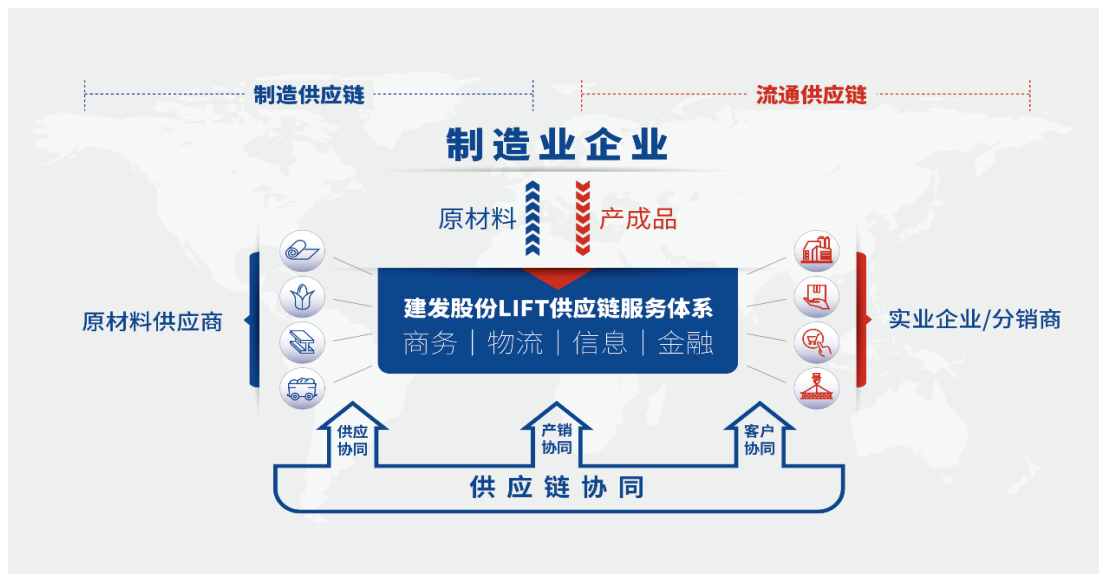 制造供应链
流通供应链
制造业企业
原材料
产成品
建发股份LIFT供应链服务体系
商务｜物流｜信息｜金融
原材料供应商
实业企业/分销商
供应
协同
产销
协同
客户
协同
供应链协同